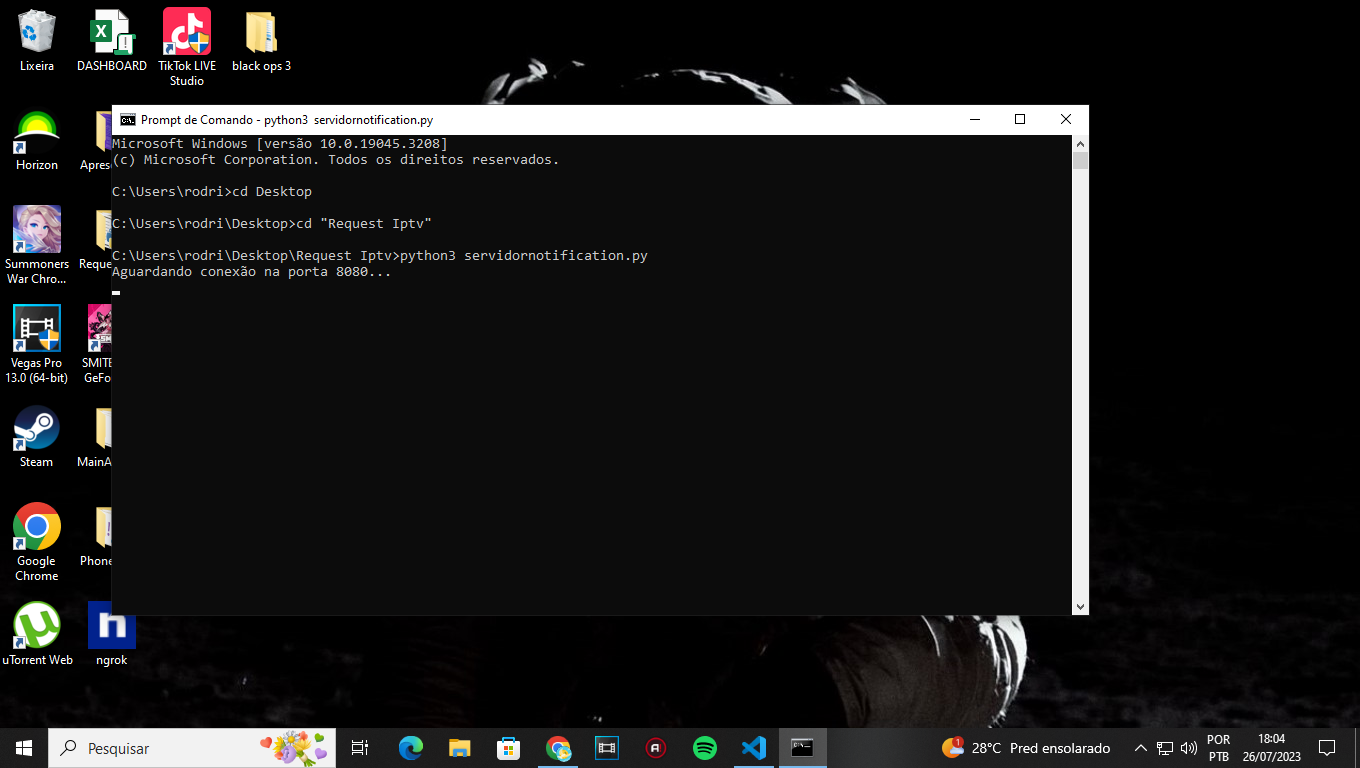 Lixeira
DASHBOARD
TikTok LIVE
Studio
black ops 3
Horizon
Summoners
War Chro...
Vegas Pro
13.0 (64-bit)
SMITE
Steam
Google
Chrome
Phone
uTorrent Web
ngrok
Prompt de Comando - python3 servidornotification.py
Microsoft Windows [versão 10.0.19045.3208]
(c) Microsoft Corporation. Todos os direitos reservados.
C:\Users\rodri>cd Desktop
C:\Users\rodri\Desktop>cd "Request Iptv"
C:\Users\rodri\Desktop\Request Iptv>python3 servidornotification.py
Aguardando conexão na porta 8080...
Pesquisar
1
28°C Pred ensolarado
POR
PTB
18:04
26/07/2023